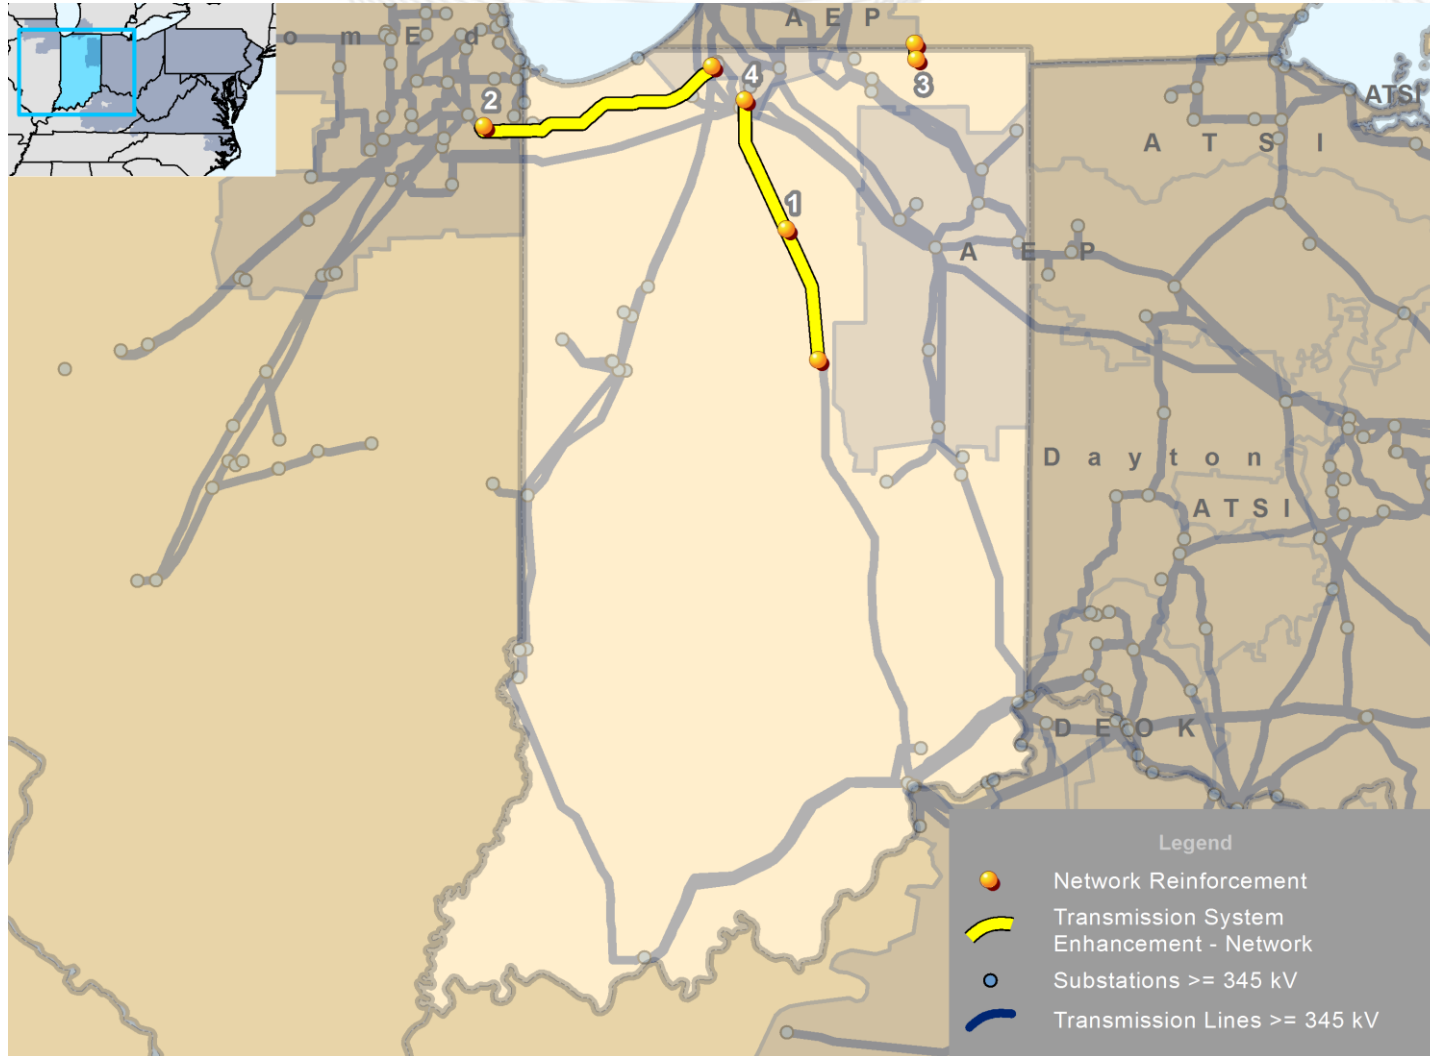 A E P
o m E d
4
3
2
ATSI
A T S I
1
A E P
D a y t o n
A T S I
D E O K
Legend
Network Reinforcement
Transmission System
Enhancement - Network
Substations >= 345 kV
Transmission Lines >= 345 kV